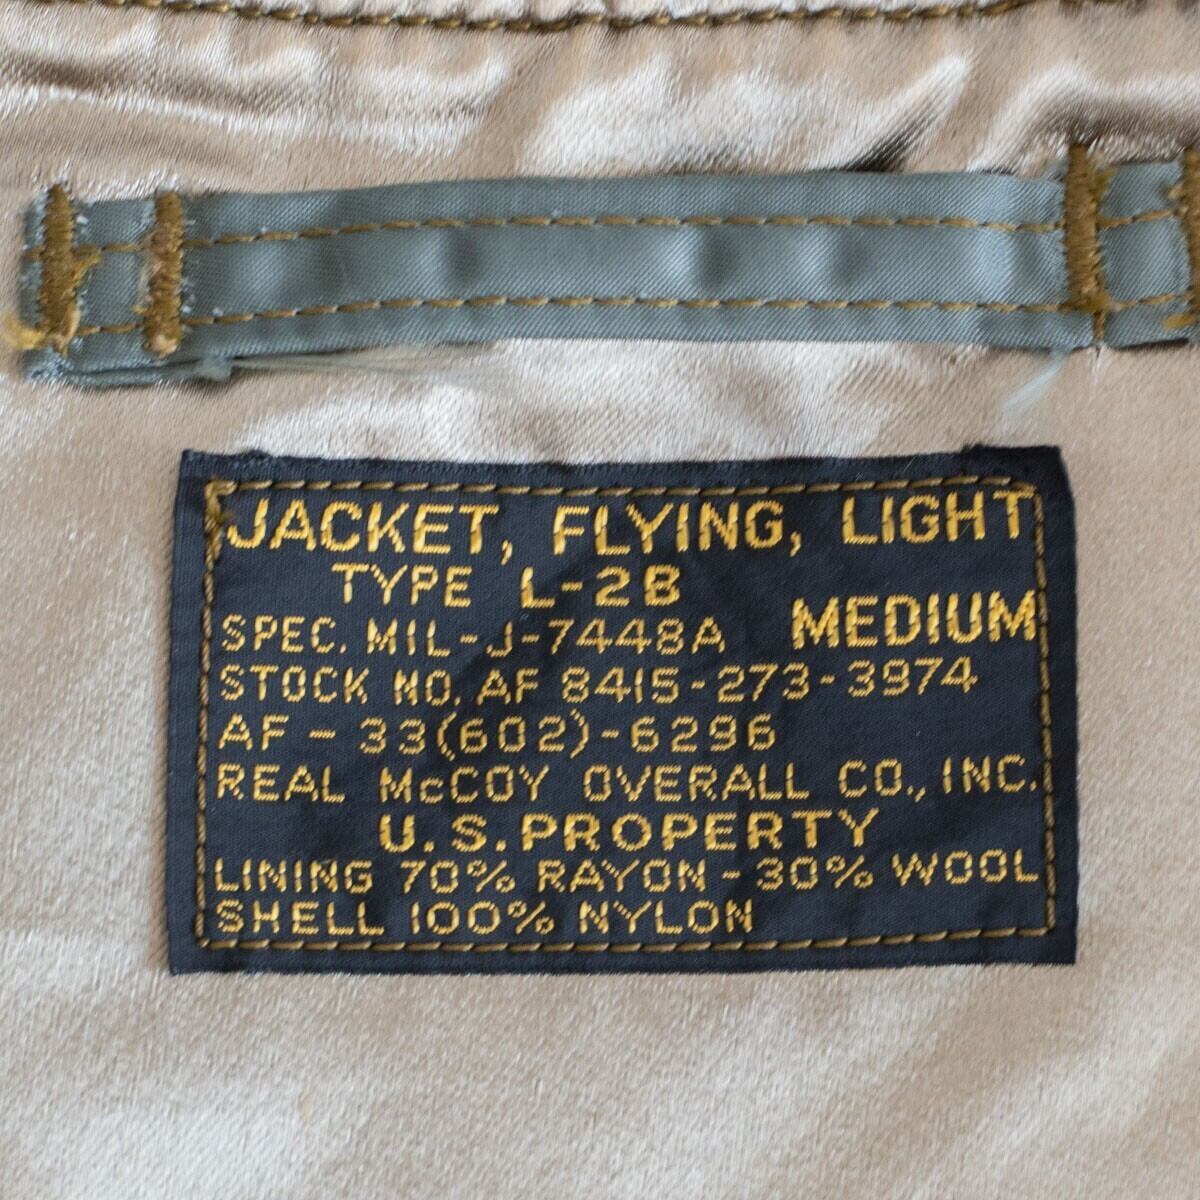 JACKET, FLYING, LIGHT
TYPE L-2B
MEDIUM
SPEC. MIL-J-7448A
STOCK NO. AF 8415-273-3974
AF - 33(602)-6296
REAL McCOY OVERALL CO., INC.
U.S. PROPERTY
LINING 70% RAYON - 30% WOOL
SHELL 100% NYLON